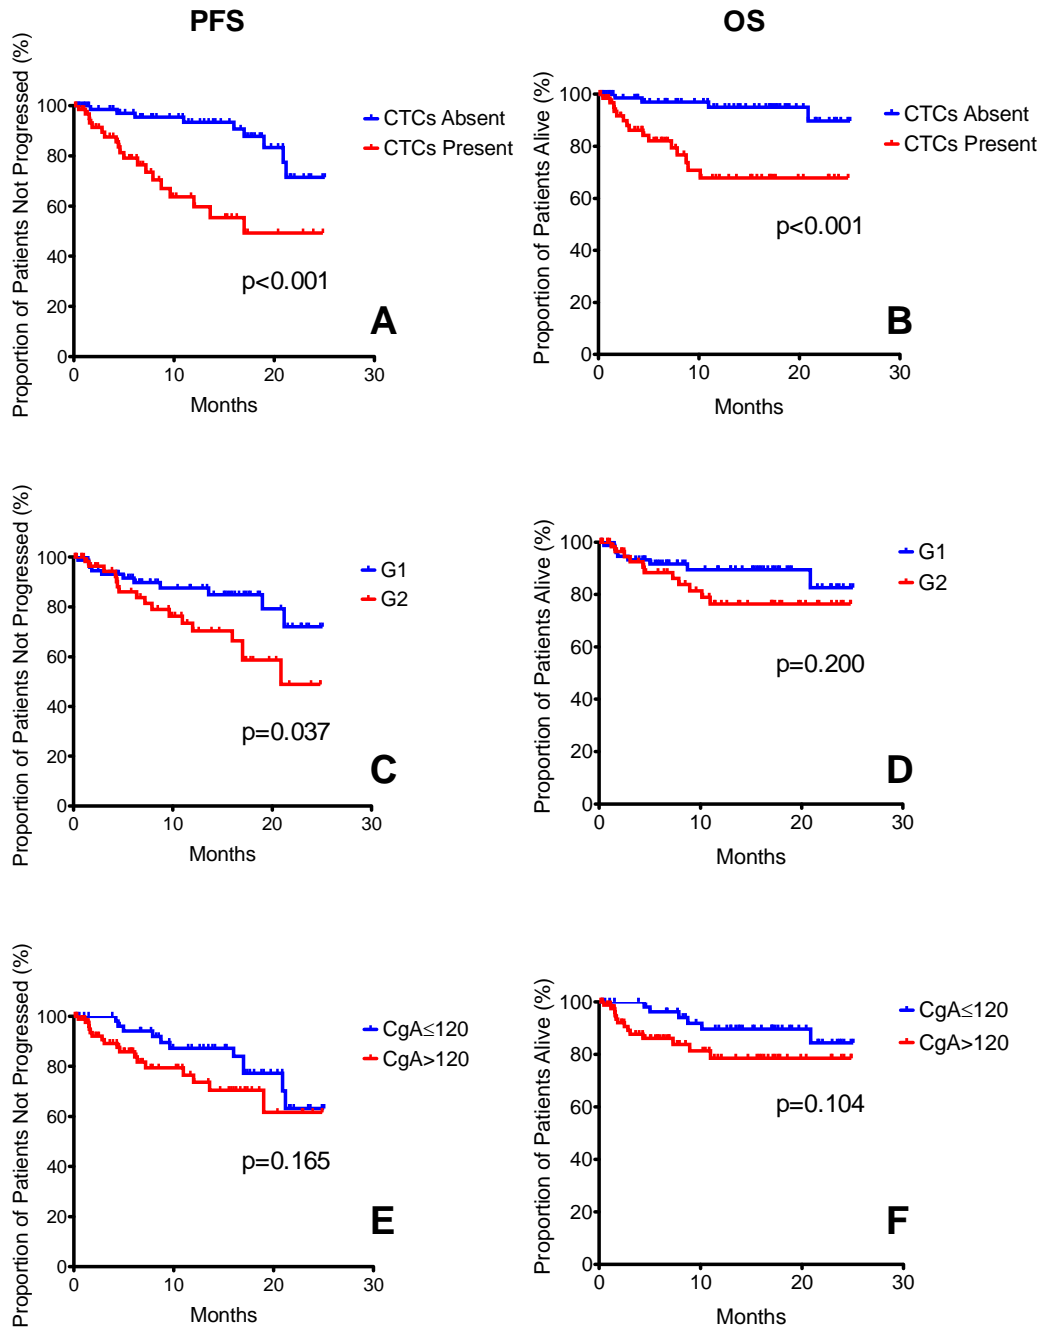 PFS
OS
Proportion of Patients Not Progressed (%)
100
80
60
40
20
0
0
10
20
30
Months
CTCs Absent
CTCs Present
p<0.001
A
Proportion of Patients Alive (%)
100
80
60
40
20
0
0
10
20
30
Months
CTCs Absent
CTCs Present
p<0.001
B
Proportion of Patients Not Progressed (%)
100
80
60
40
20
0
0
10
20
30
Months
G1
G2
p=0.037
C
Proportion of Patients Alive (%)
100
80
60
40
20
0
0
10
20
30
Months
G1
G2
p=0.200
D
Proportion of Patients Not Progressed (%)
100
80
60
40
20
0
0
10
20
30
Months
CgA≤120
CgA>120
p=0.165
E
Proportion of Patients Alive (%)
100
80
60
40
20
0
0
10
20
30
Months
CgA≤120
CgA>120
p=0.104
F